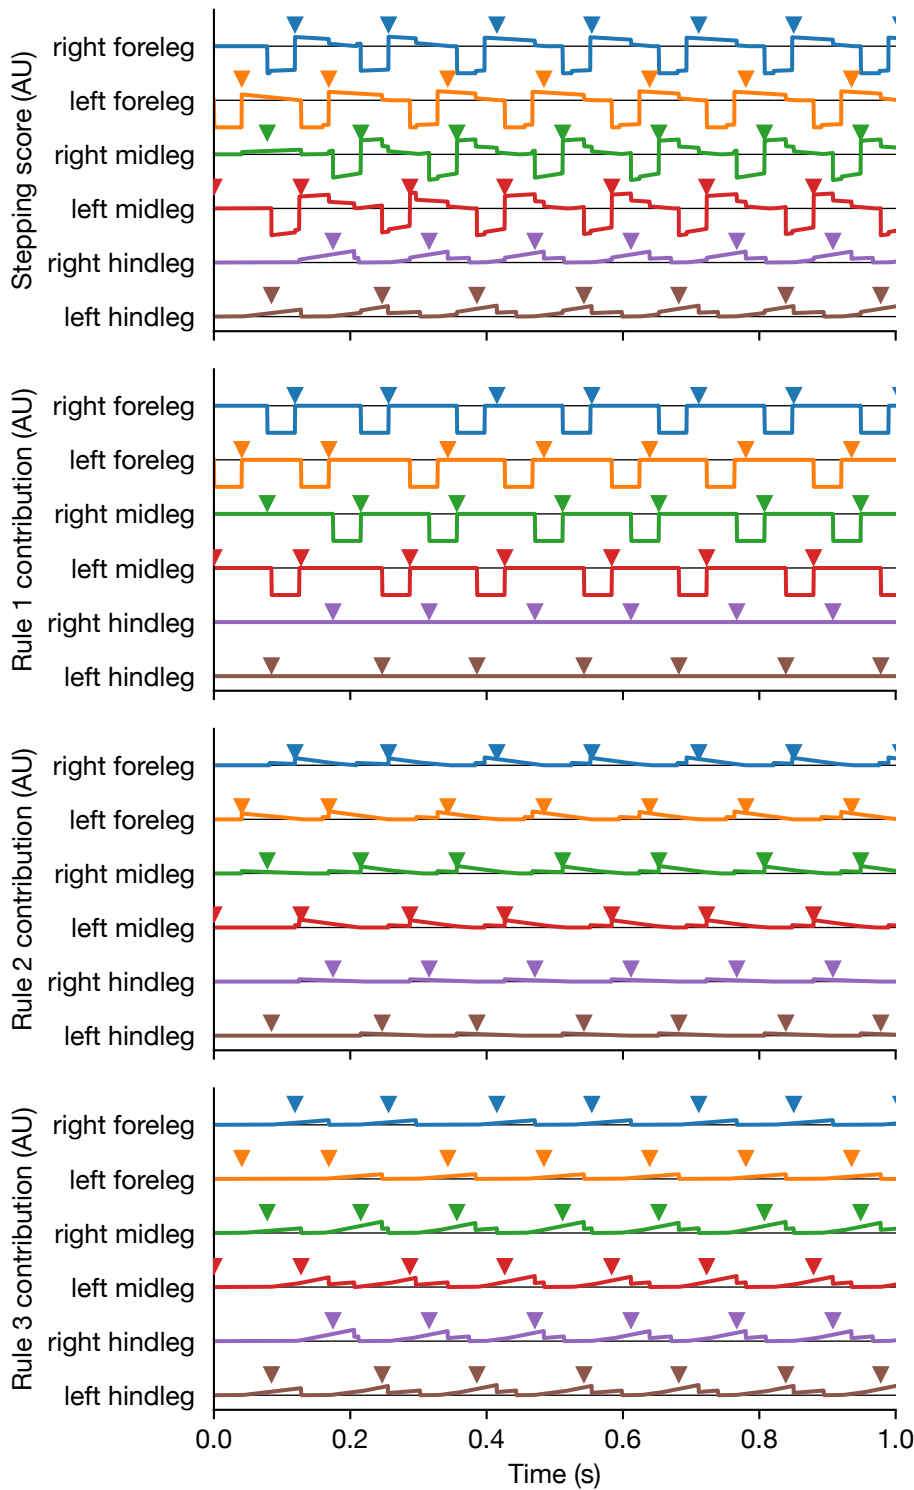 Stepping score (AU)
right foreleg
left foreleg
right midleg
left midleg
right hindleg
left hindleg
Rule 1 contribution (AU)
right foreleg
left foreleg
right midleg
left midleg
right hindleg
left hindleg
Rule 2 contribution (AU)
right foreleg
left foreleg
right midleg
left midleg
right hindleg
left hindleg
Rule 3 contribution (AU)
right foreleg
left foreleg
right midleg
left midleg
right hindleg
left hindleg
0.0 0.2 0.4 0.6 0.8 1.0
Time (s)